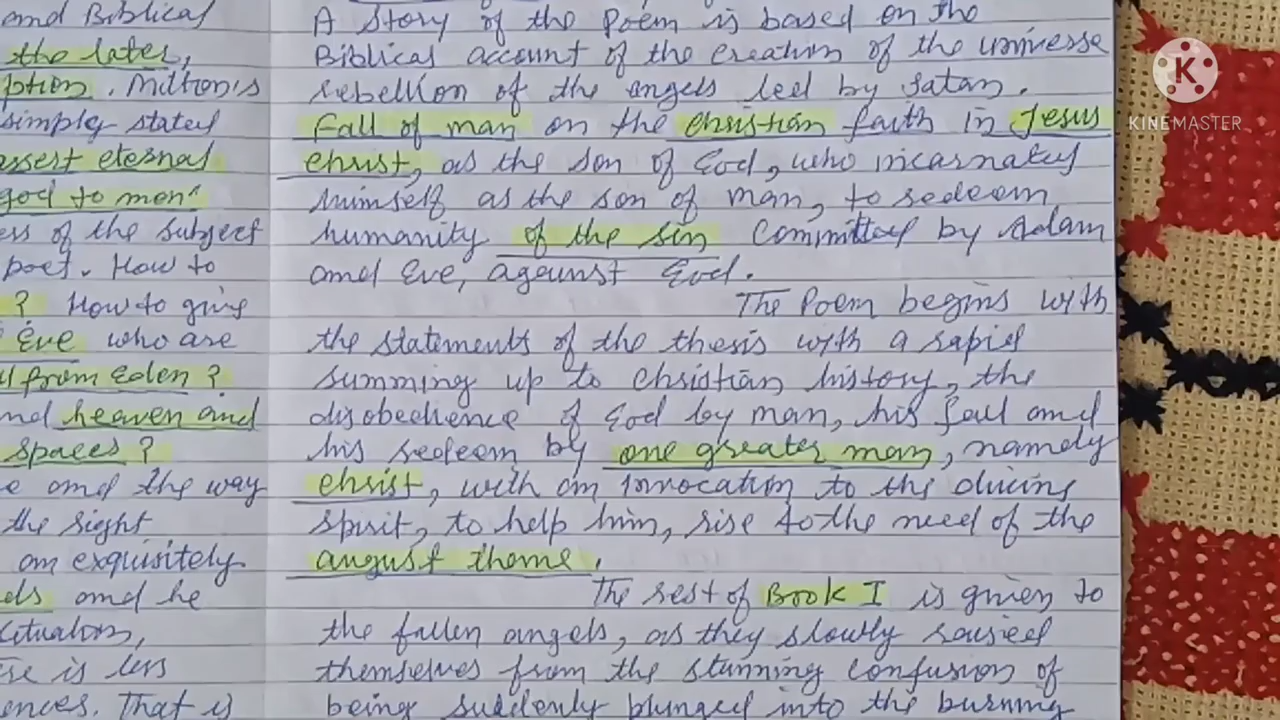 and Biblical
the later,
ption. Milton's
simply stated
assert eternal
god to men"
ess of the subject
poet. How to
? How to give
Eve who are
from Eden?
nd heaven and
spaces?
e and the way
the right
an exquisitely
ds and he
ituation,
ere is less
ences. That is
A Story of the Poem is based on the
Biblical account of the creation of the universe
rebellion of the angels led by Satan.
Fall of man on the Christian faith in Jesus
Christ, as the son of God, who incarnates
himself as the son of man, to redeem
humanity of the sin Committed by Adam
and Eve, against God.
The Poem begins with
the statements of the thesis with a rapid
summing up to Christian history, the
disobedience of God by man, his fall and
his redeem by one greater man, namely
Christ, with an Invocation to the divine
spirit, to help him, rise to the need of the
august theme.
The rest of Book I is given to
the fallen angels, as they slowly
themselves from the stunning confusion of
being suddenly plunged into the burning
K
KINEMASTER